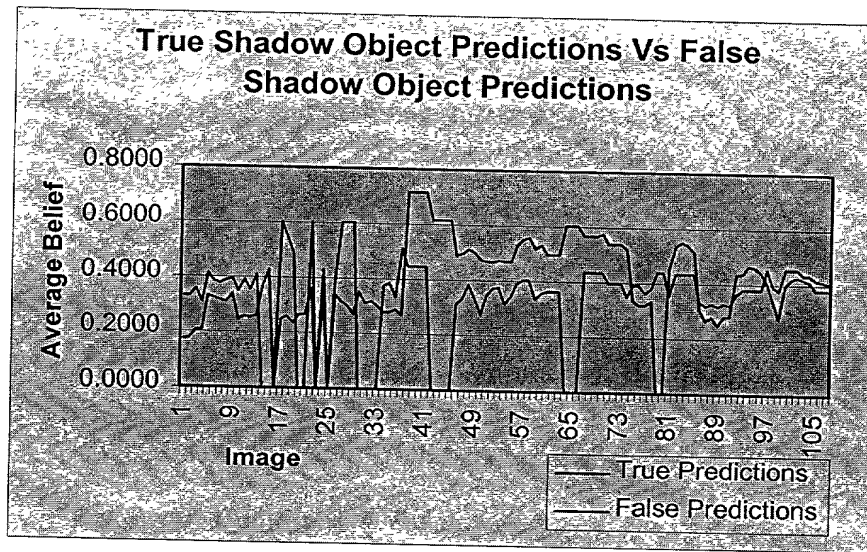 True Shadow Object Predictions Vs False
Shadow Object Predictions
Average Belief
0.8000
0.6000
0.4000
0.2000
0.0000
1 9 17 25 33 41 49 57 65 73 81 89 97 105
Image
True Predictions
False Predictions